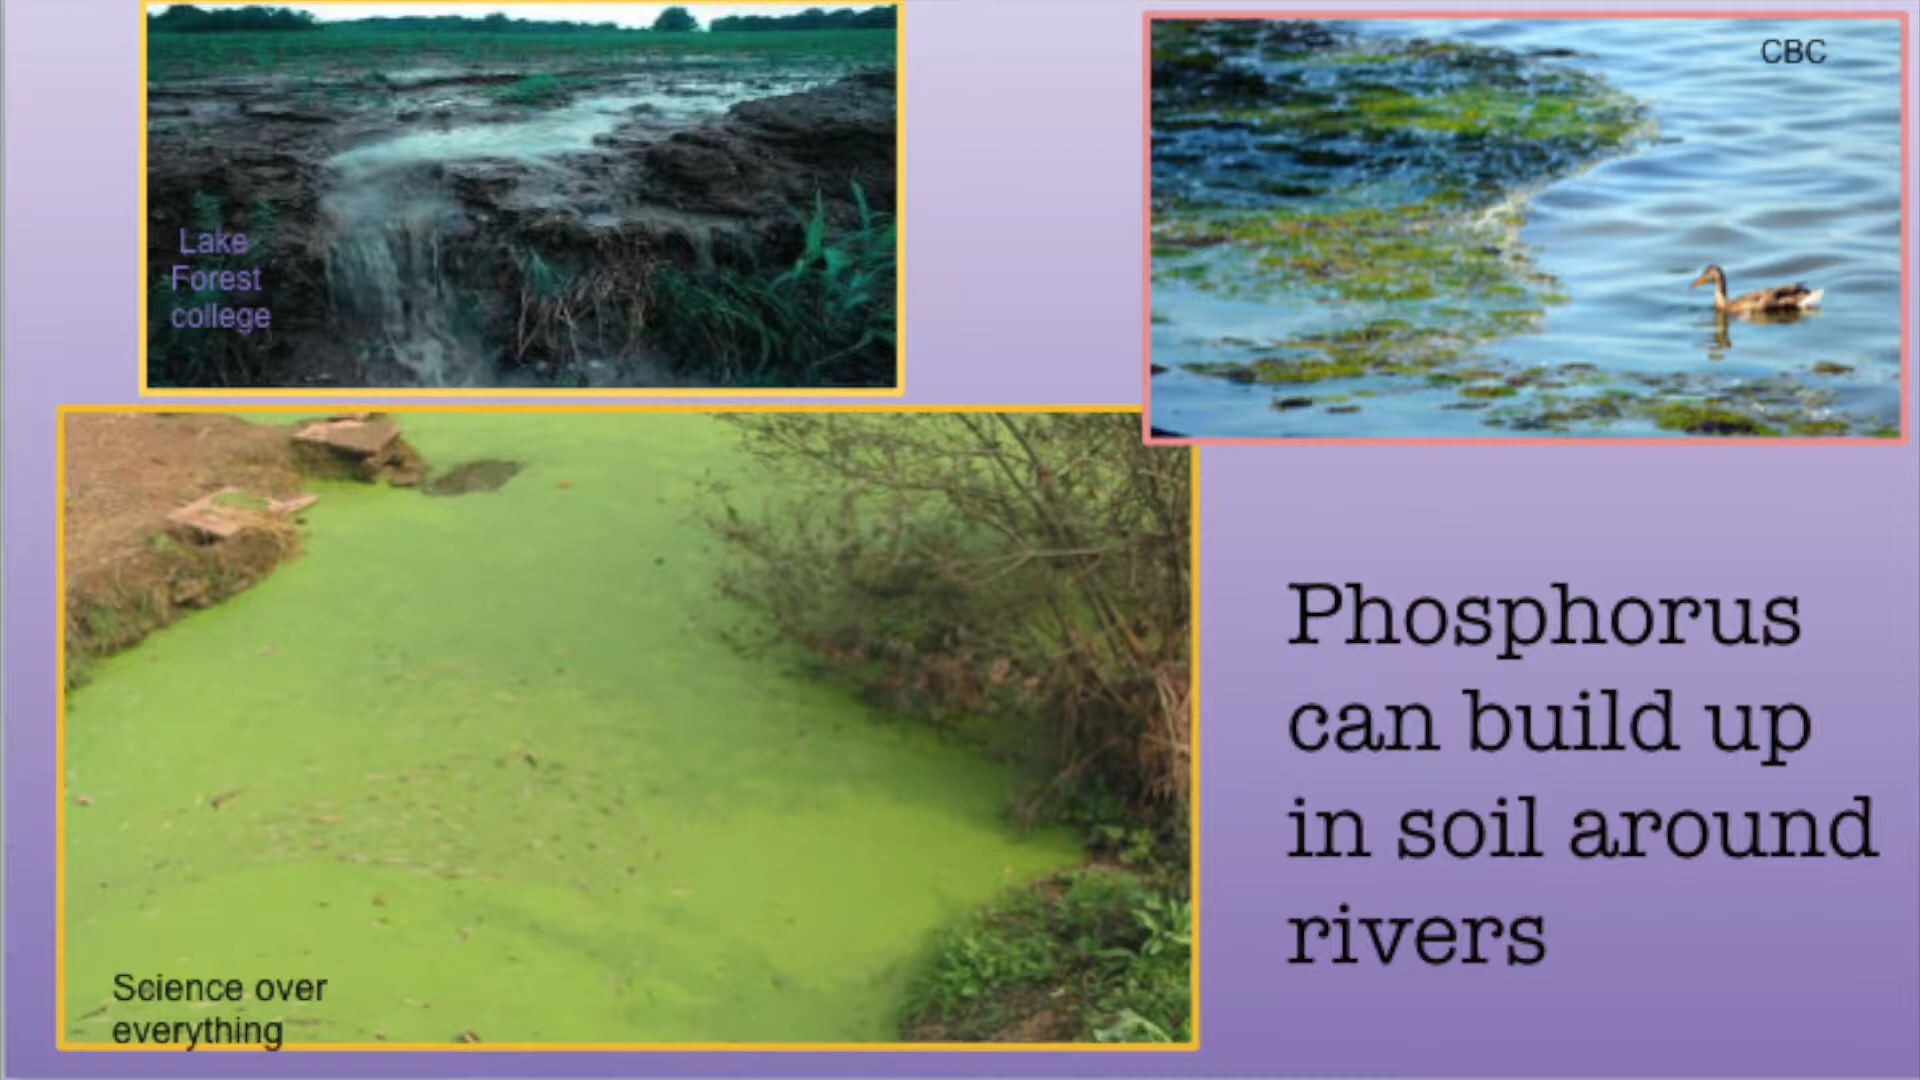 Lake
Forest
college
CBC
Science over
everything
Phosphorus
can build up
in soil around
rivers